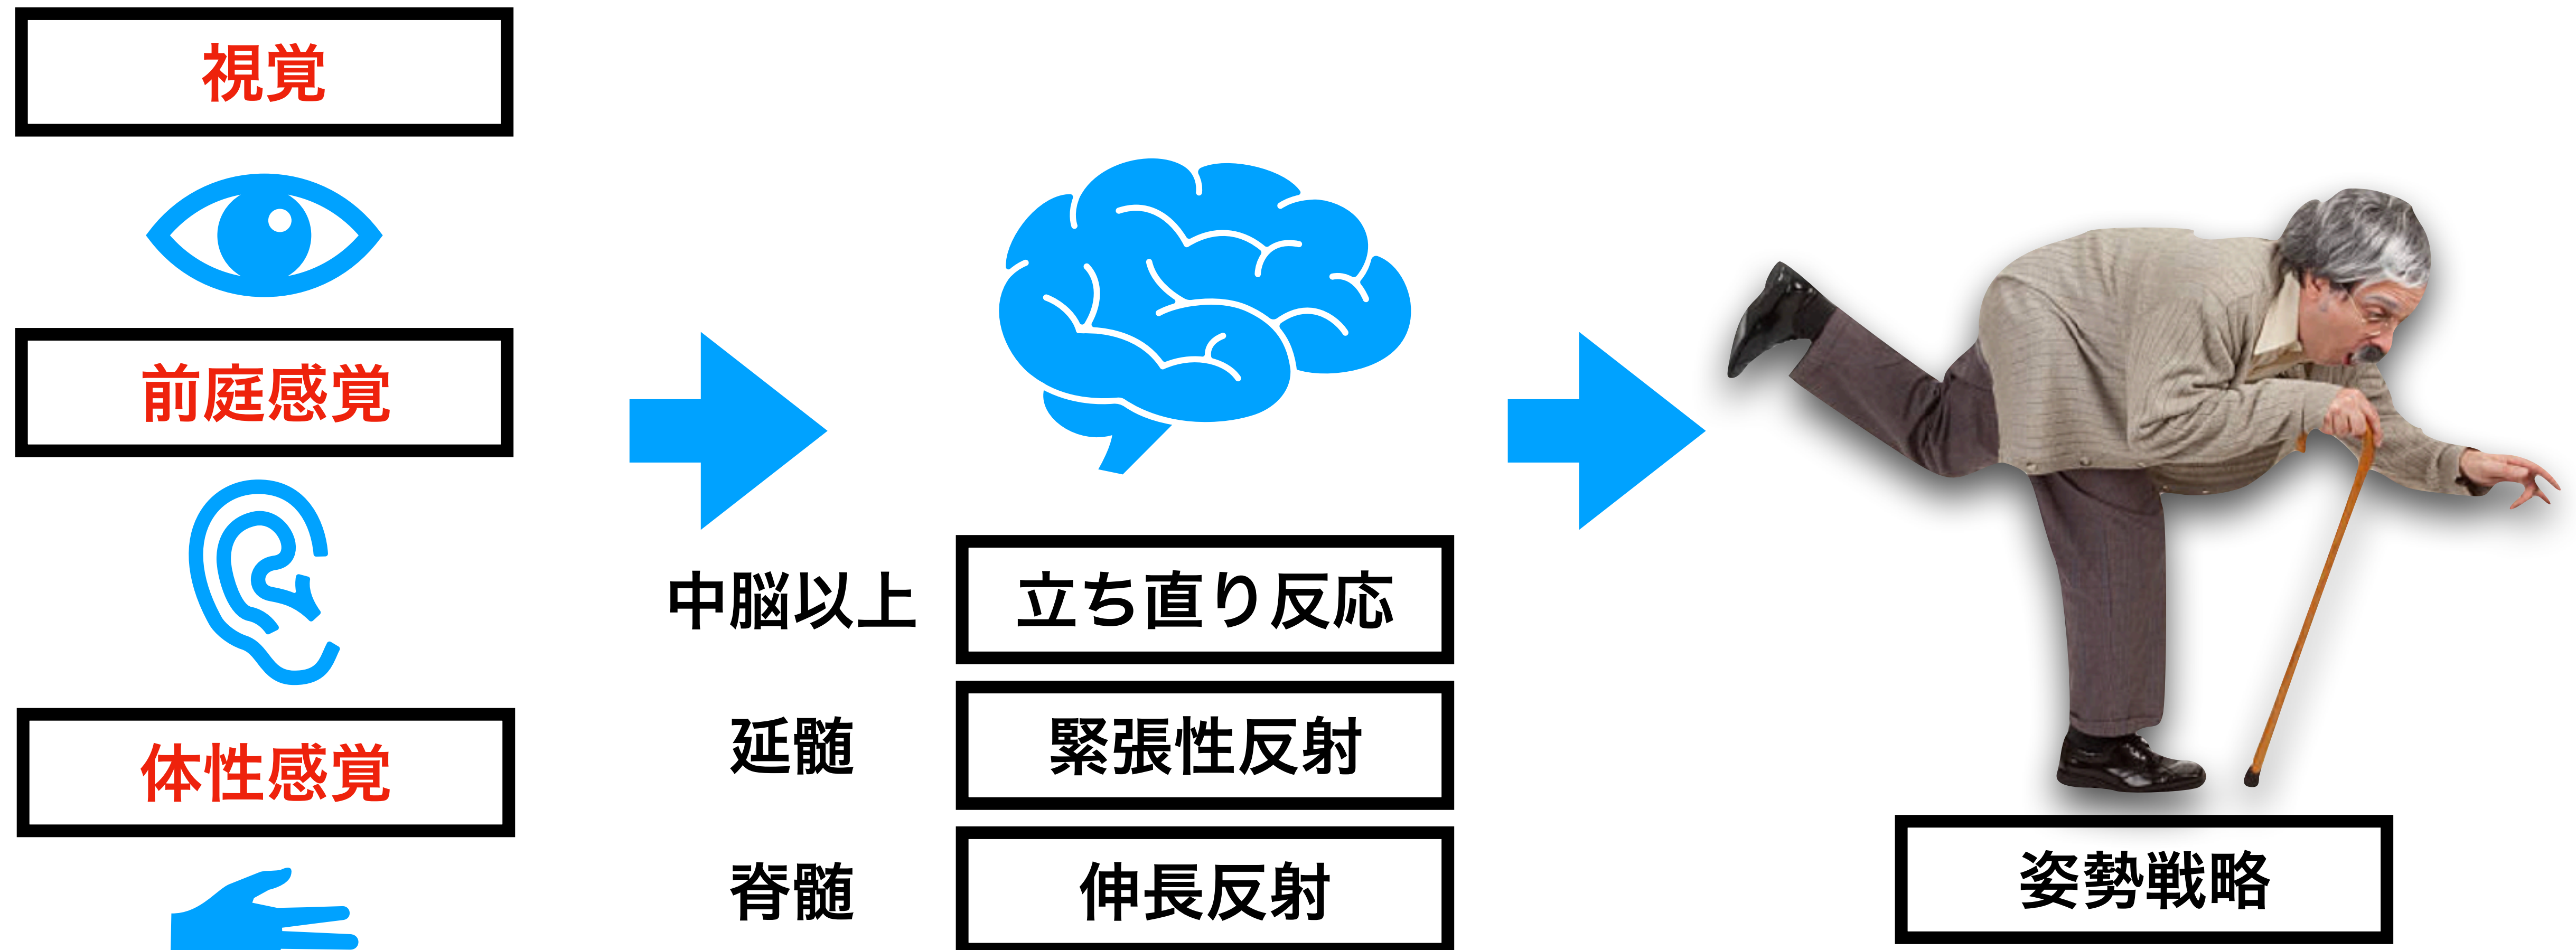 視覚
前庭感覚
体性感覚
中脳以上 立ち直り反応
延髄 緊張性反射
脊髄 伸長反射
姿勢戦略